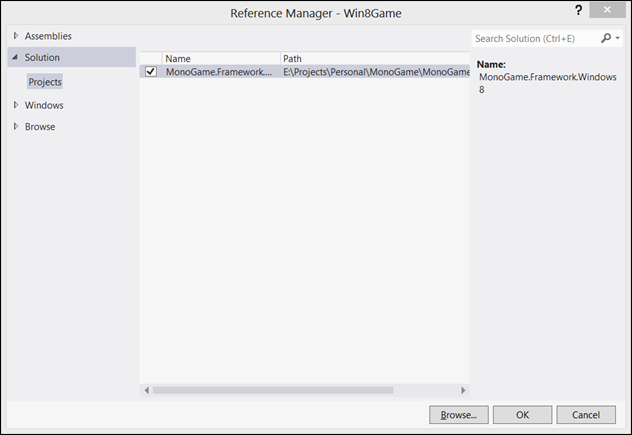 Reference Manager - Win8Game
?
Assemblies
Solution
Projects
Windows
Browse
Name Path
MonoGame.Framework.... E:\Projects\Personal\MonoGame\MonoGame
Search Solution (Ctrl+E)
Name:
MonoGame.Framework.Windows
8
Browse... OK Cancel